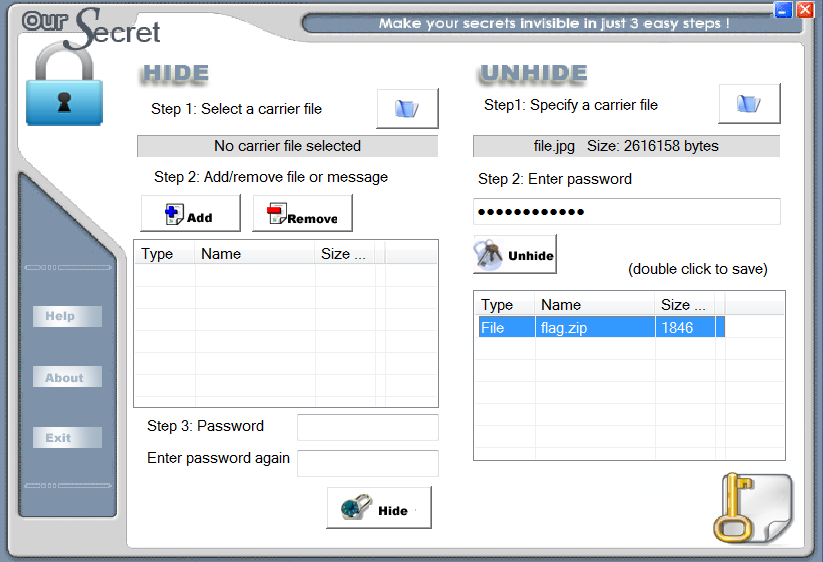 Our Secret
Make your secrets invisible in just 3 easy steps !
HIDE
Step 1: Select a carrier file
No carrier file selected
Step 2: Add/remove file or message
Add
Remove
Type Name Size ...
Step 3: Password
Enter password again
Hide
UNHIDE
Step1: Specify a carrier file
file.jpg Size: 2616158 bytes
Step 2: Enter password
●●●●●●●●●●●●
Unhide
(double click to save)
Type Name Size ...
File flag.zip 1846
Help
About
Exit